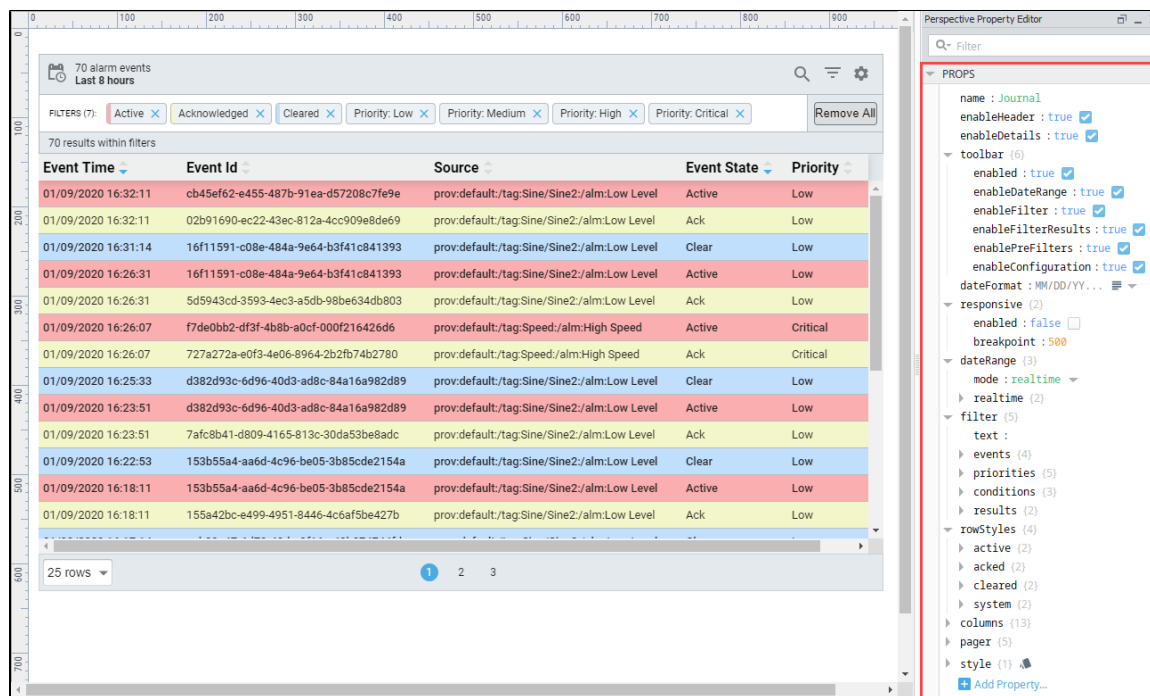 0 100 200 300 400 500 600 700 800 900
Perspective Property Editor
Filter
PROPS
name : Journal
enableHeader : true
enableDetails : true
toolbar {6}
enabled : true
enableDateRange : true
enableFilter : true
enableFilterResults : true
enablePreFilters : true
enableConfiguration : true
dateFormat : MM/DD/YY...
responsive {2}
enabled : false
breakpoint : 500
dateRange {3}
mode : realtime
realtime {2}
filter {5}
text :
events {4}
priorities {5}
conditions {3}
results {2}
rowStyles {4}
active {2}
acked {2}
cleared {2}
system {2}
columns {13}
pager {5}
style {1}
Add Property...
0
100
200
300
400
500
600
700
70 alarm events
Last 8 hours
FILTERS (7): Active Acknowledged Cleared Priority: Low Priority: Medium Priority: High Priority: Critical Remove All
70 results within filters
Event Time Event Id Source Event State Priority
01/09/2020 16:32:11 cb45ef62-e455-487b-91ea-d57208c7fe9e prov:default:/tag:Sine/Sine2:/alm:Low Level Active Low
01/09/2020 16:32:11 02b91690-ec22-43ec-812a-4cc909e8de69 prov:default:/tag:Sine/Sine2:/alm:Low Level Ack Low
01/09/2020 16:31:14 16f11591-c08e-484a-9e64-b3f41c841393 prov:default:/tag:Sine/Sine2:/alm:Low Level Clear Low
01/09/2020 16:26:31 16f11591-c08e-484a-9e64-b3f41c841393 prov:default:/tag:Sine/Sine2:/alm:Low Level Active Low
01/09/2020 16:26:31 5d5943cd-3593-4ec3-a5db-98be634db803 prov:default:/tag:Sine/Sine2:/alm:Low Level Ack Low
01/09/2020 16:26:07 f7de0bb2-df3f-4b8b-a0cf-000f216426d6 prov:default:/tag:Speed:/alm:High Speed Active Critical
01/09/2020 16:26:07 727a272a-e0f3-4e06-8964-2b2fb74b2780 prov:default:/tag:Speed:/alm:High Speed Ack Critical
01/09/2020 16:25:33 d382d93c-6d96-40d3-ad8c-84a16a982d89 prov:default:/tag:Sine/Sine2:/alm:Low Level Clear Low
01/09/2020 16:23:51 d382d93c-6d96-40d3-ad8c-84a16a982d89 prov:default:/tag:Sine/Sine2:/alm:Low Level Active Low
01/09/2020 16:23:51 7afc8b41-d809-4165-813c-30da53be8adc prov:default:/tag:Sine/Sine2:/alm:Low Level Ack Low
01/09/2020 16:22:53 153b55a4-aa6d-4c96-be05-3b85cde2154a prov:default:/tag:Sine/Sine2:/alm:Low Level Clear Low
01/09/2020 16:18:11 153b55a4-aa6d-4c96-be05-3b85cde2154a prov:default:/tag:Sine/Sine2:/alm:Low Level Active Low
01/09/2020 16:18:11 155a42bc-e499-4951-8446-4c6af5be427b prov:default:/tag:Sine/Sine2:/alm:Low Level Ack Low
25 rows 1 2 3